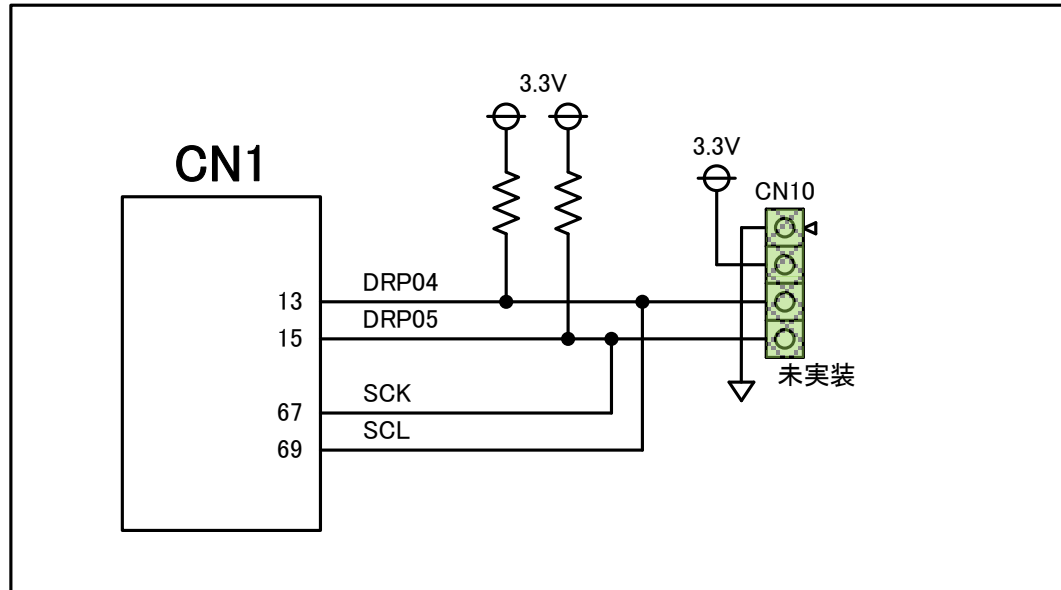 3.3V
3.3V
CN1
CN10
13 DRP04
15 DRP05
未実装
67 SCK
69 SCL